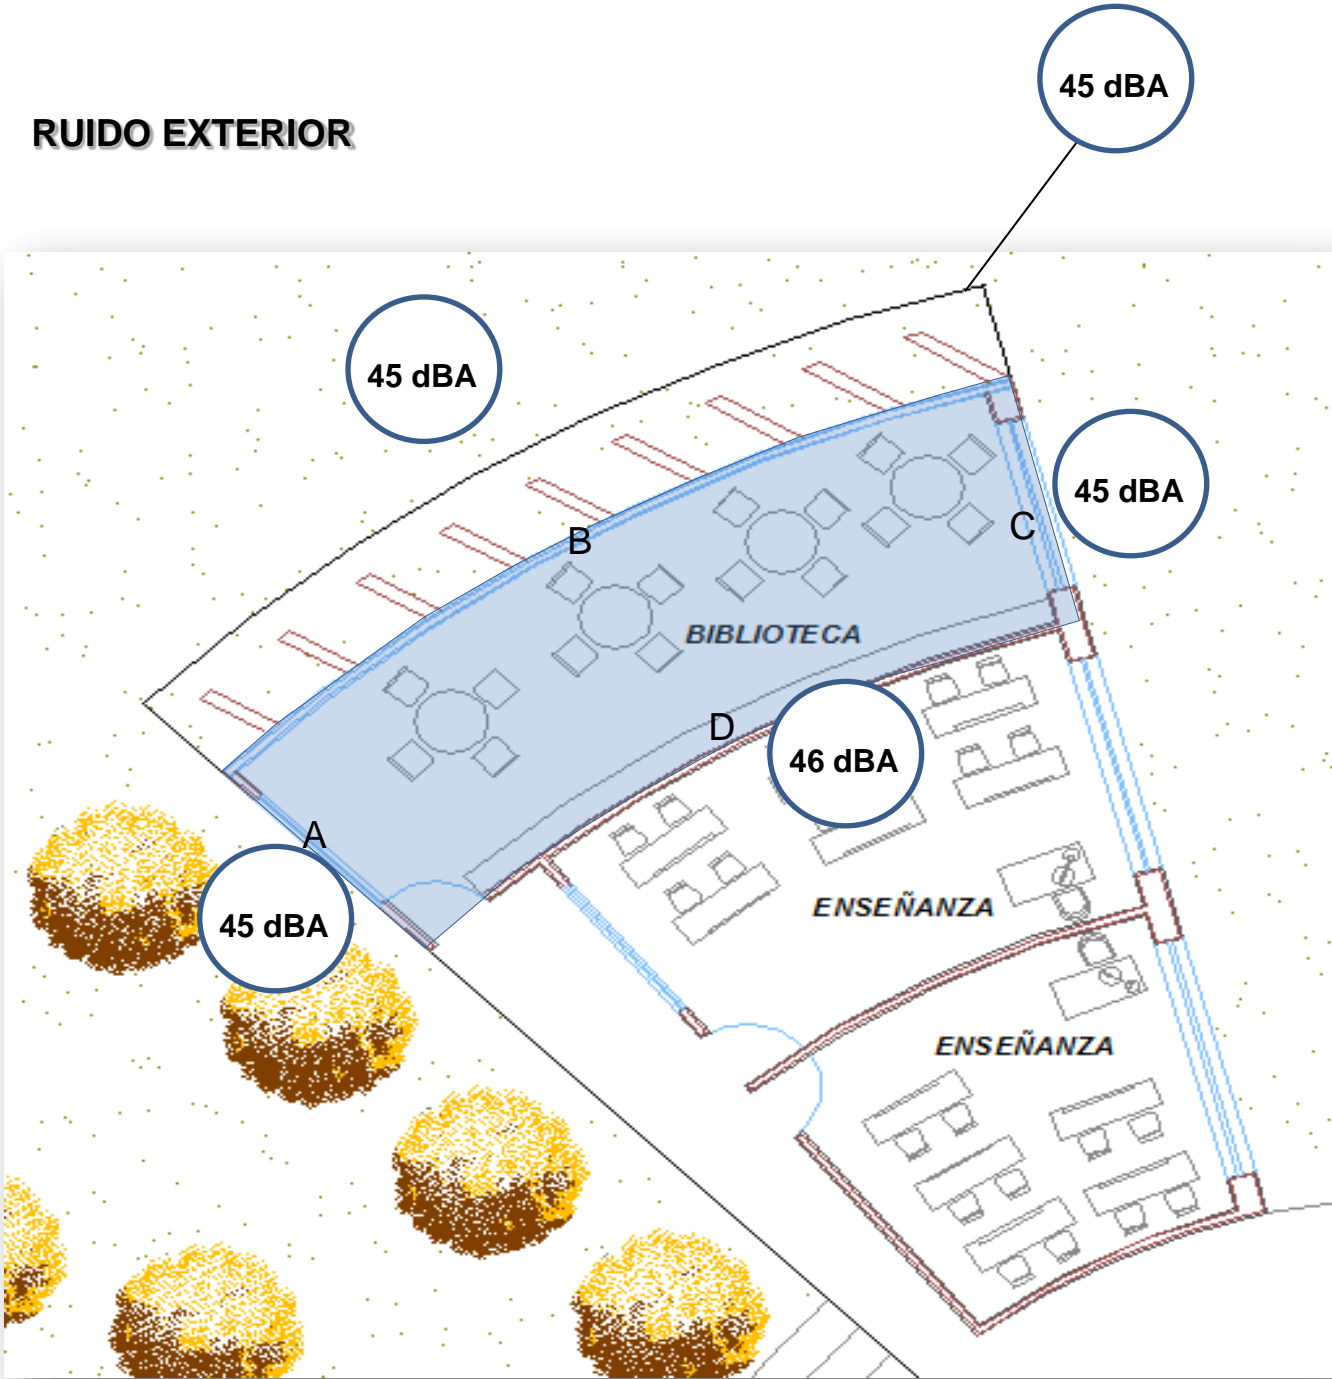 45 dBA
RUIDO EXTERIOR
45 dBA
45 dBA
C
B
BIBLIOTECA
D
46 dBA
A
ENSEÑANZA
45 dBA
ENSEÑANZA